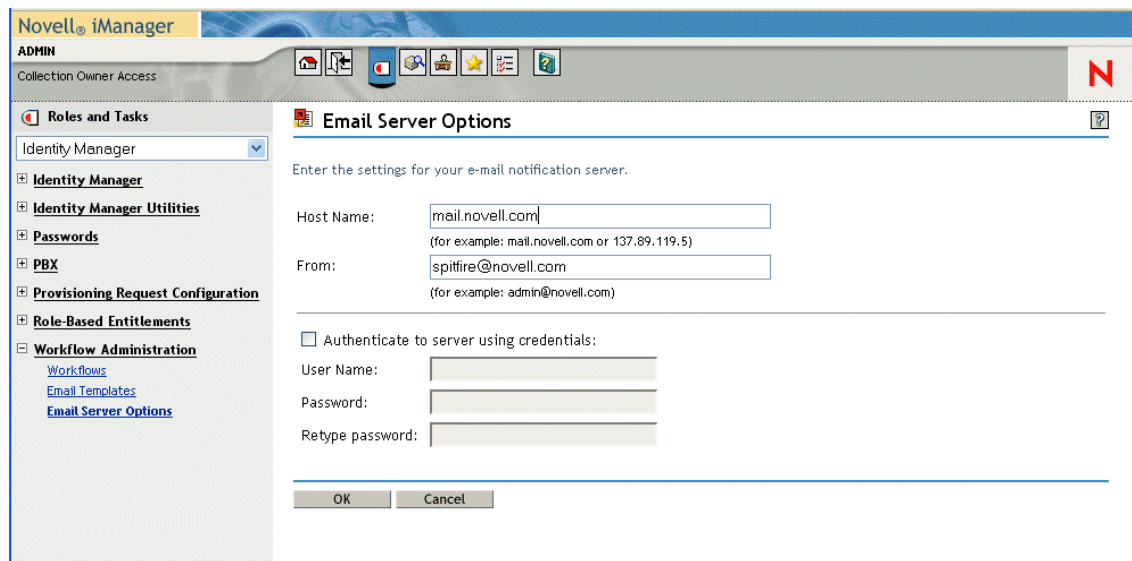 Novell® iManager
ADMIN
Collection Owner Access
N
Roles and Tasks
Identity Manager
Identity Manager
Identity Manager Utilities
Passwords
PBX
Provisioning Request Configuration
Role-Based Entitlements
Workflow Administration
Workflows
Email Templates
Email Server Options
Email Server Options
?
Enter the settings for your e-mail notification server.
Host Name: mail.novell.com
(for example: mail.novell.com or 137.89.119.5)
From: spitfire@novell.com
(for example: admin@novell.com)
Authenticate to server using credentials:
User Name:
Password:
Retype password:
OK Cancel